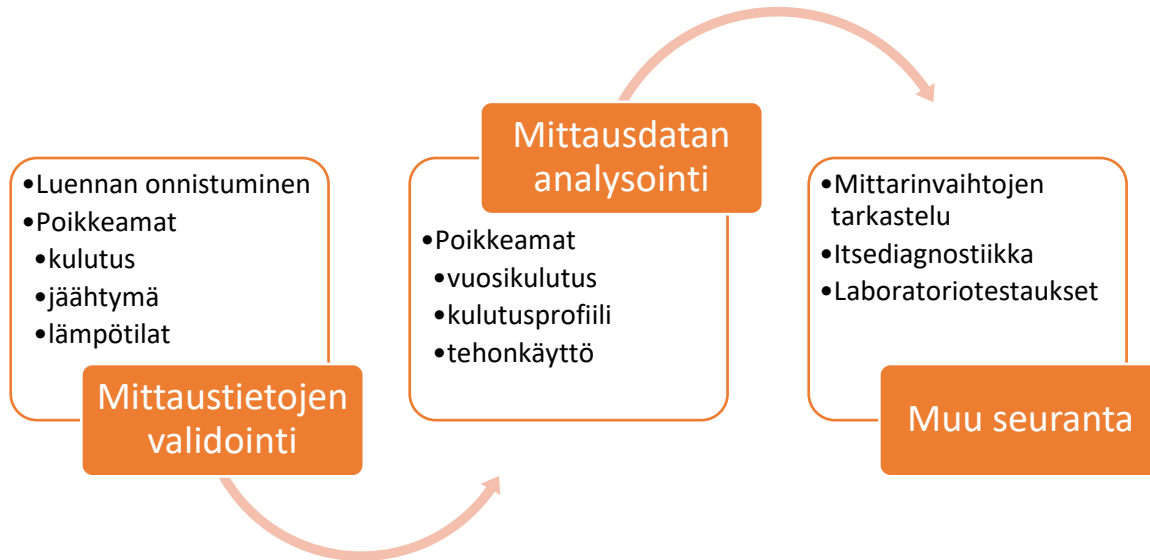 •Luennan onnistuminen
•Poikkeamat
•kulutus
•jäähtymä
•lämpötilat
Mittaustietojen
validointi
Mittausdatan
analysointi
•Poikkeamat
•vuosikulutus
•kulutusprofiili
•tehonkäyttö
•Mittarinvaihtojen
tarkastelu
•Itsediagnostiikka
•Laboratoriotestaukset
Muu seuranta